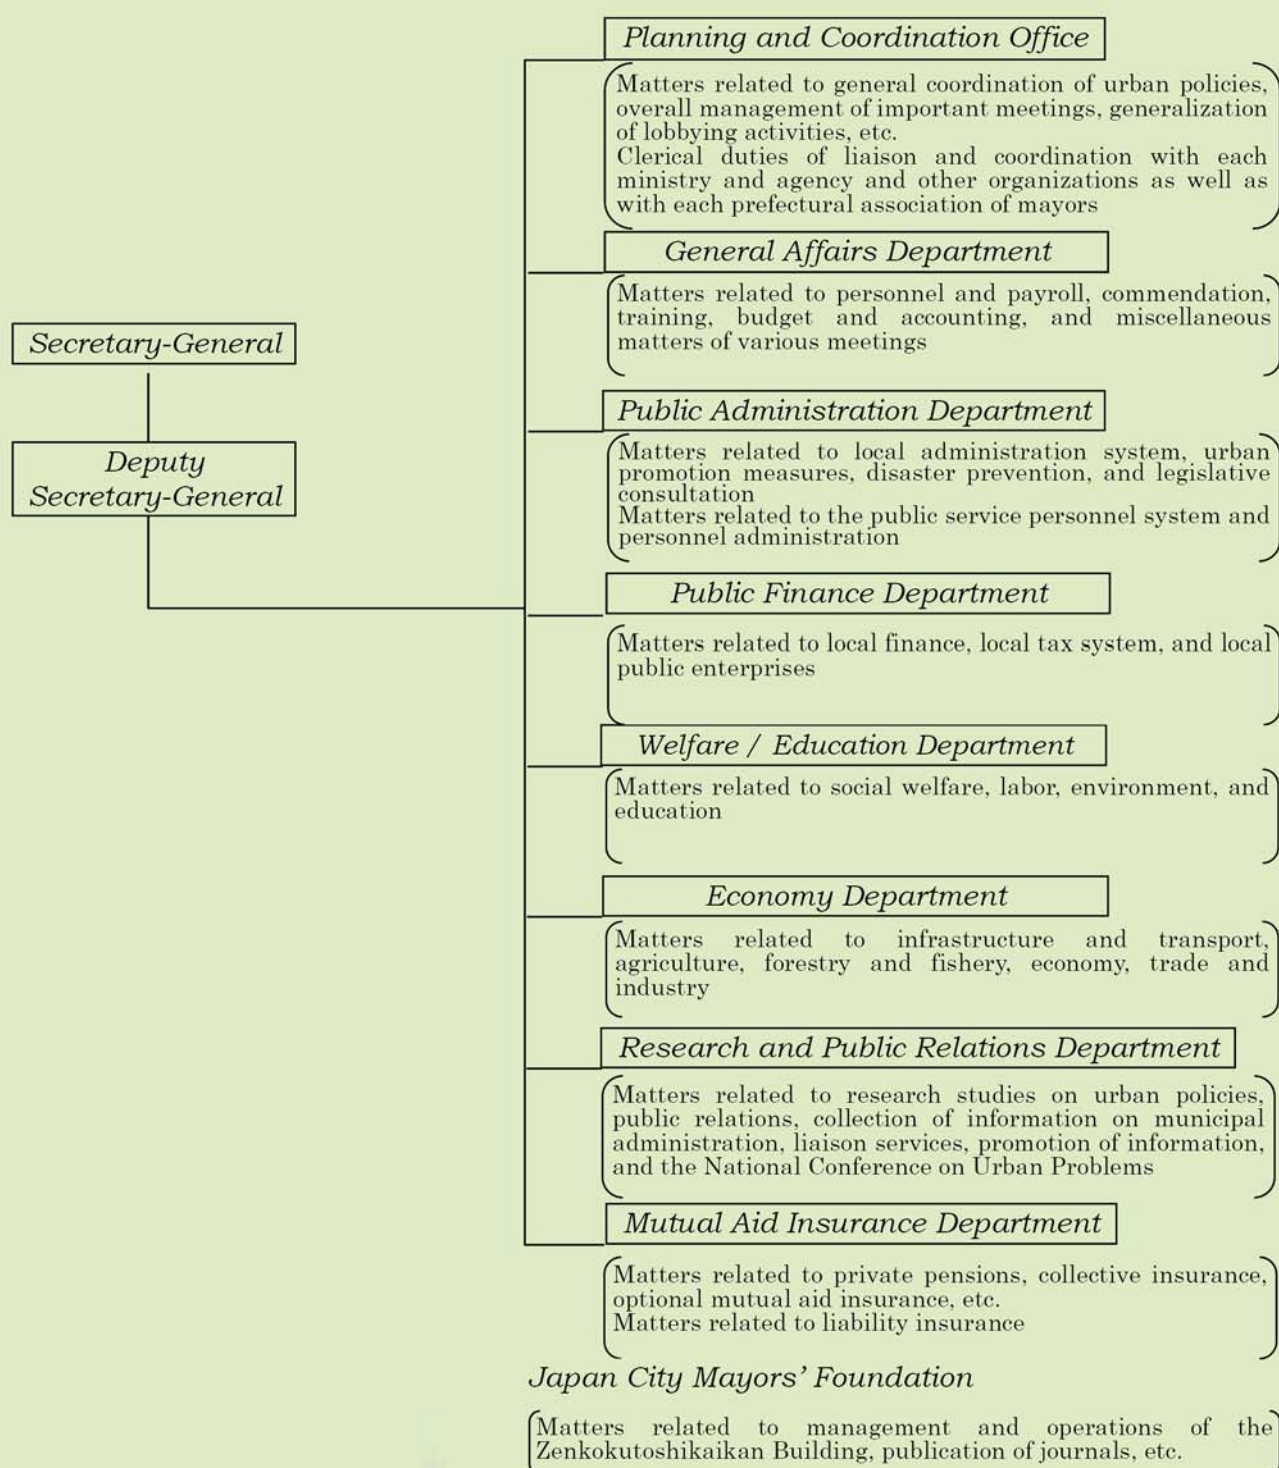 Planning and Coordination Office
Matters related to general coordination of urban policies,
overall management of important meetings, generalization
of lobbying activities, etc.
Clerical duties of liaison and coordination with each
ministry and agency and other organizations as well as
with each prefectural association of mayors
General Affairs Department
Matters related to personnel and payroll, commendation,
training, budget and accounting, and miscellaneous
matters of various meetings
Secretary-General
Deputy
Secretary-General
Public Administration Department
Matters related to local administration system, urban
promotion measures, disaster prevention, and legislative
consultation
Matters related to the public service personnel system and
personnel administration
Public Finance Department
Matters related to local finance, local tax system, and local
public enterprises
Welfare / Education Department
Matters related to social welfare, labor, environment, and
education
Economy Department
Matters related to infrastructure and transport,
agriculture, forestry and fishery, economy, trade and
industry
Research and Public Relations Department
Matters related to research studies on urban policies,
public relations, collection of information on municipal
administration, liaison services, promotion of information,
and the National Conference on Urban Problems
Mutual Aid Insurance Department
Matters related to private pensions, collective insurance,
optional mutual aid insurance, etc.
Matters related to liability insurance
Japan City Mayors’ Foundation
Matters related to management and operations of the
Zenkokutoshikaikan Building, publication of journals, etc.